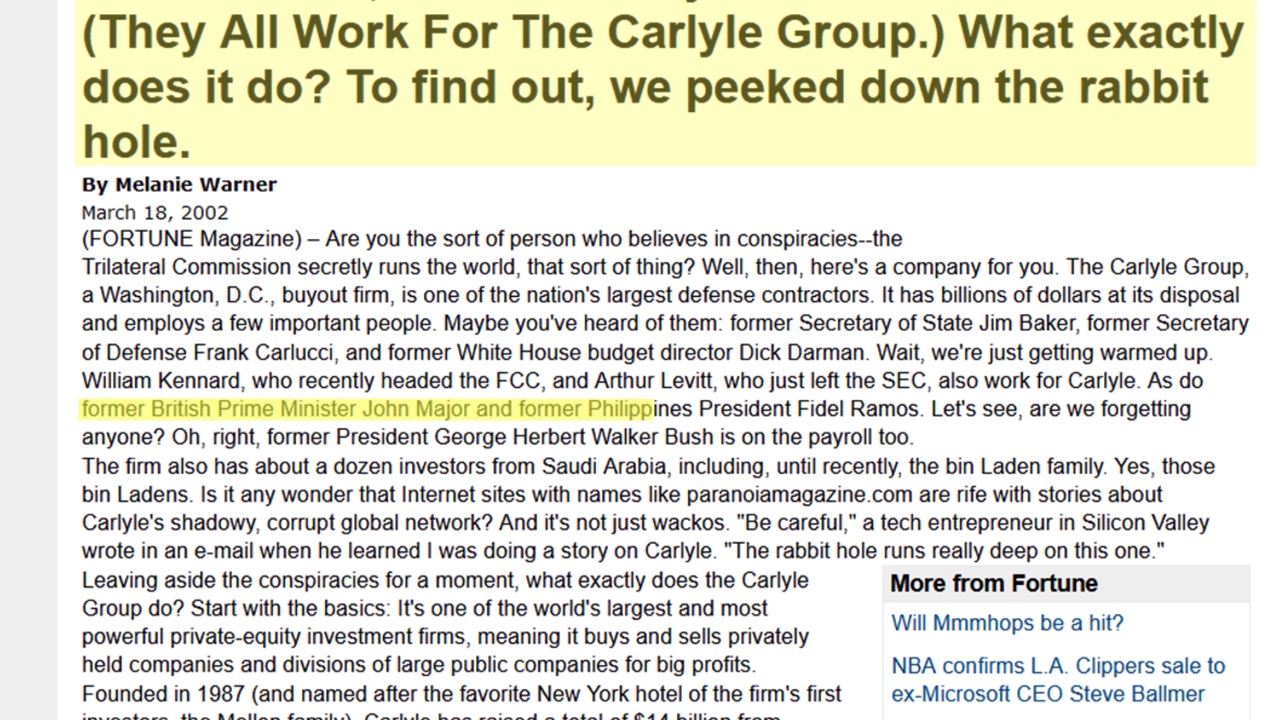 (They All Work For The Carlyle Group.) What exactly
does it do? To find out, we peeked down the rabbit
hole.
By Melanie Warner
March 18, 2002
(FORTUNE Magazine) – Are you the sort of person who believes in conspiracies--the
Trilateral Commission secretly runs the world, that sort of thing? Well, then, here's a company for you. The Carlyle Group,
a Washington, D.C., buyout firm, is one of the nation's largest defense contractors. It has billions of dollars at its disposal
and employs a few important people. Maybe you've heard of them: former Secretary of State Jim Baker, former Secretary
of Defense Frank Carlucci, and former White House budget director Dick Darman. Wait, we're just getting warmed up.
William Kennard, who recently headed the FCC, and Arthur Levitt, who just left the SEC, also work for Carlyle. As do
former British Prime Minister John Major and former Philippines President Fidel Ramos. Let's see, are we forgetting
anyone? Oh, right, former President George Herbert Walker Bush is on the payroll too.
The firm also has about a dozen investors from Saudi Arabia, including, until recently, the bin Laden family. Yes, those
bin Ladens. Is it any wonder that Internet sites with names like paranoiamagazine.com are rife with stories about
Carlyle's shadowy, corrupt global network? And it's not just wackos. "Be careful," a tech entrepreneur in Silicon Valley
wrote in an e-mail when he learned I was doing a story on Carlyle. "The rabbit hole runs really deep on this one."
Leaving aside the conspiracies for a moment, what exactly does the Carlyle
Group do? Start with the basics: It's one of the world's largest and most
powerful private-equity investment firms, meaning it buys and sells privately
held companies and divisions of large public companies for big profits.
Founded in 1987 (and named after the favorite New York hotel of the firm's first
investors, the Mellon family), Carlyle has raised a total of $14 billion from
More from Fortune
Will Mmmhops be a hit?
NBA confirms L.A. Clippers sale to
ex-Microsoft CEO Steve Ballmer